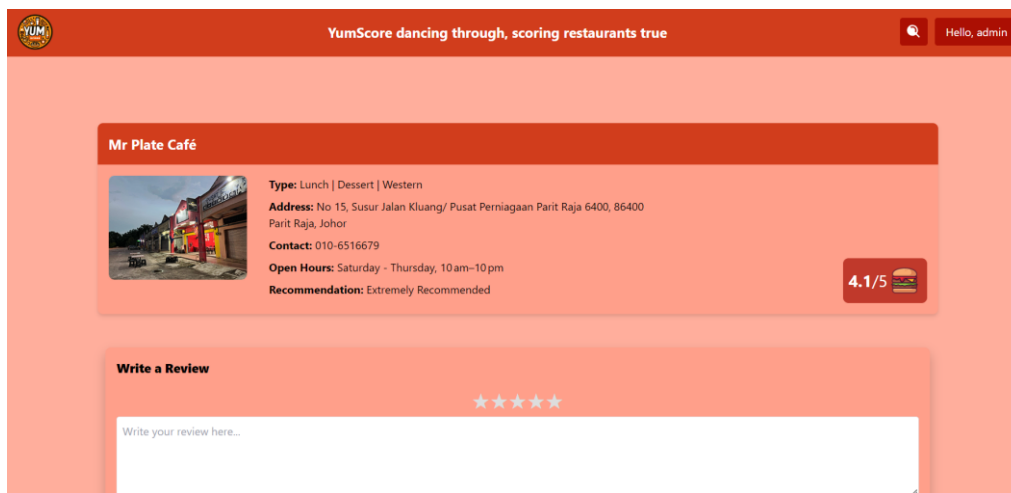 YUM
YumScore dancing through, scoring restaurants true
Hello, admin
Mr Plate Café
Type: Lunch | Dessert | Western
Address: No 15, Susur Jalan Kluang/ Pusat Perniagaan Parit Raja 6400, 86400
Parit Raja, Johor
Contact: 010-6516679
Open Hours: Saturday - Thursday, 10 am–10 pm
Recommendation: Extremely Recommended
4.1/5
Write a Review
Write your review here...